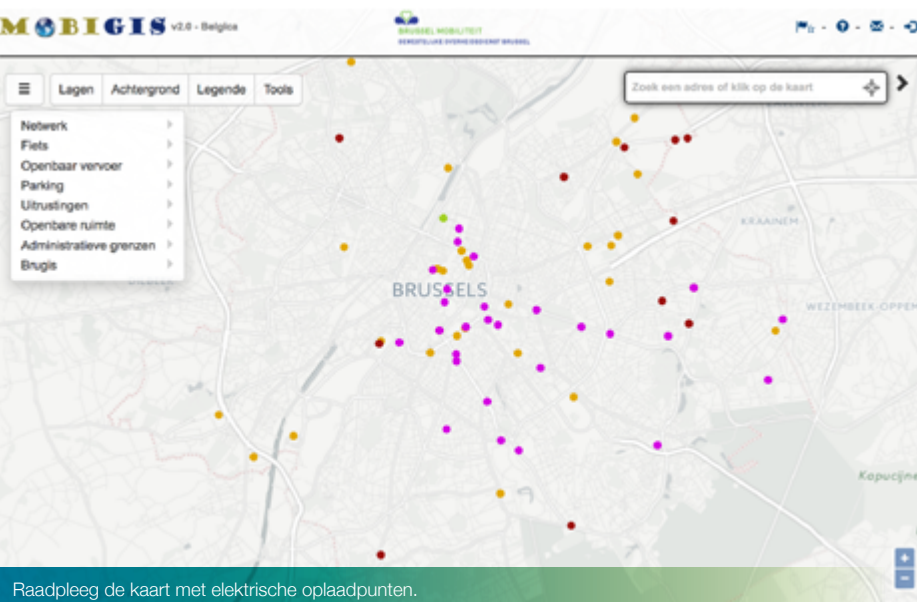 MOBIGIS v2.0 - Belgica
BRUSSEL MOBILITEIT
GEWESTELIJKE OVERHEIDSDIENST BRUSSEL
fr
Lagen Achtergrond Legende Tools
Zoek een adres of klik op de kaart
Netwerk
Fiets
Openbaar vervoer
Parking
Uitrustingen
Openbare ruimte
Administratieve grenzen
Brugis
KRAAINEM
DILBEEK
BRUSSELS
WEZEMBEEK-OPPEM
Kapucijne
Raadpleeg de kaart met elektrische oplaadpunten.